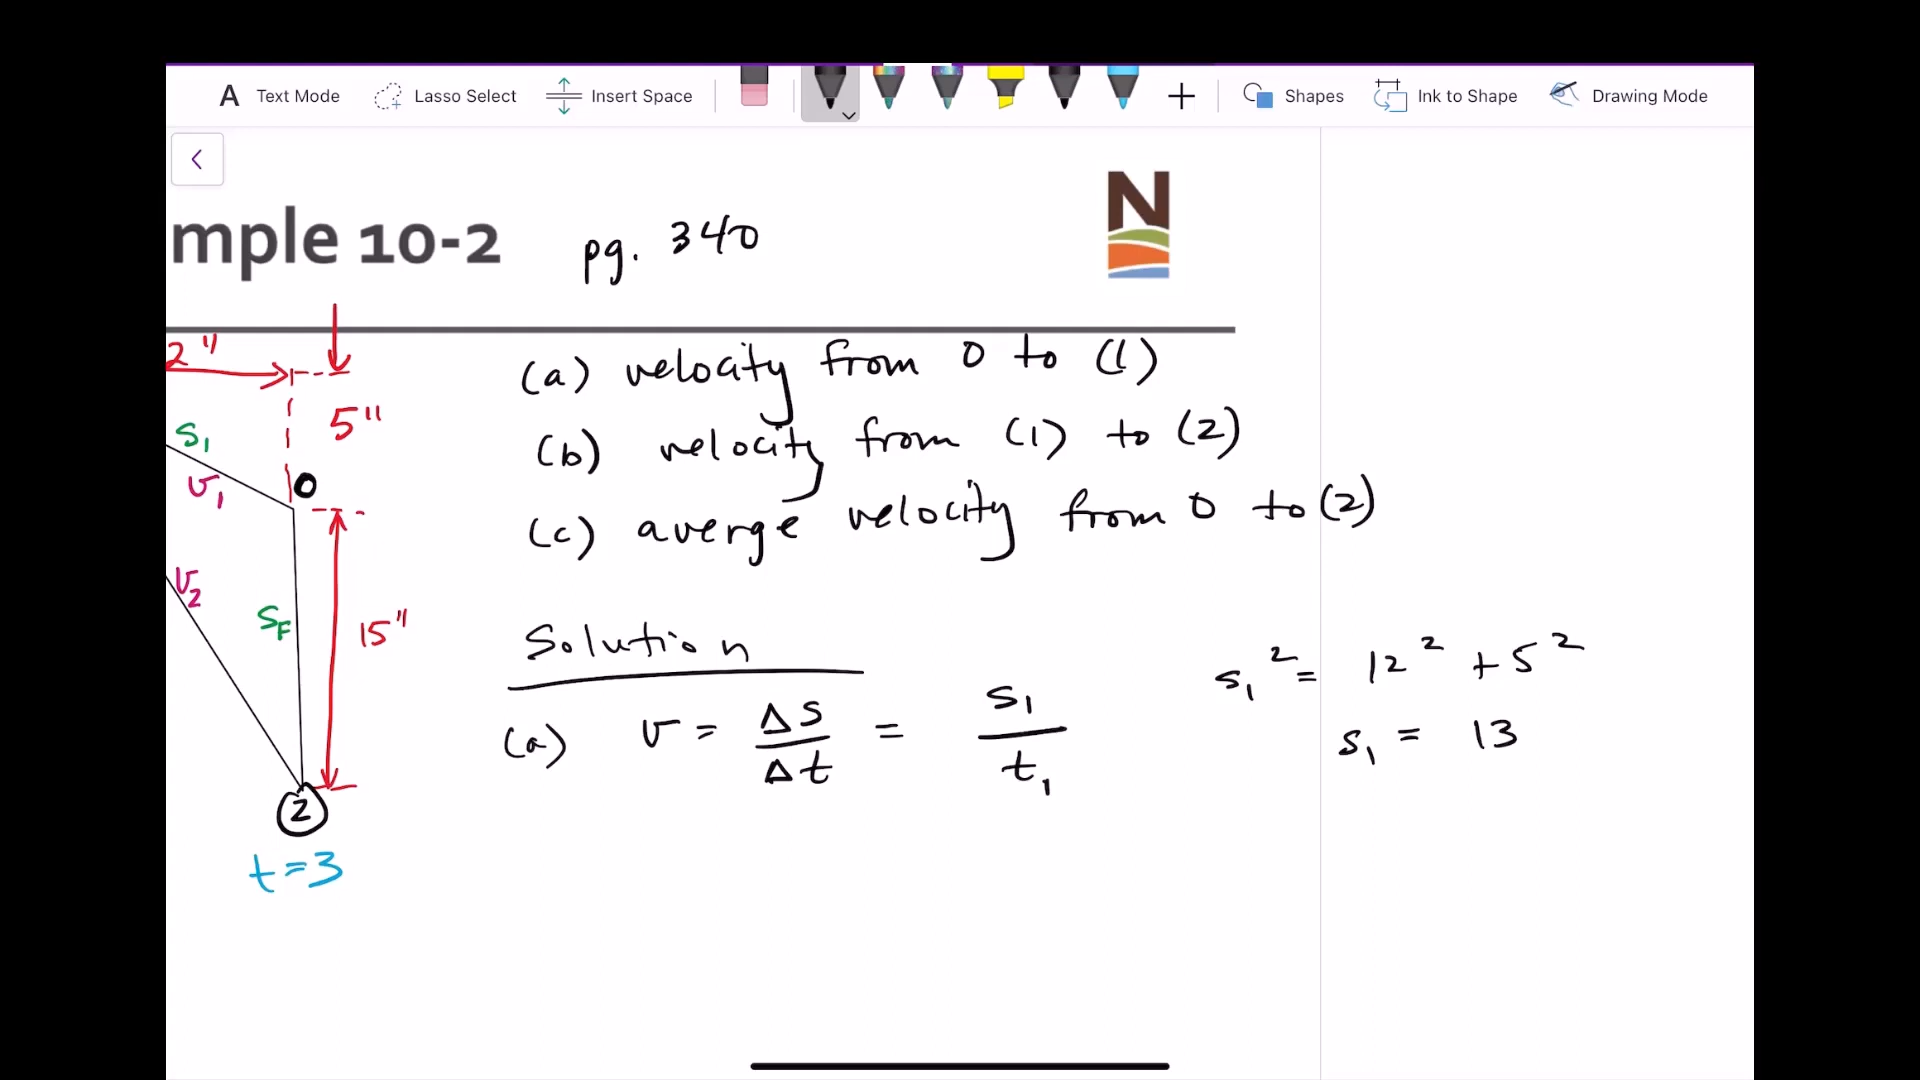 A Text Mode Lasso Select Insert Space Shapes Ink to Shape Drawing Mode
mple 10-2 pg. 340
N
2" 5"
S₁
v₁ 0
v₂
S_F 15"
2
t=3
(a) velocity from 0 to (1)
(b) velocity from (1) to (2)
(c) averge velocity from 0 to (2)
Solution
(a) v = Δs/Δt = s₁/t₁
s₁² = 12² + 5²
s₁ = 13